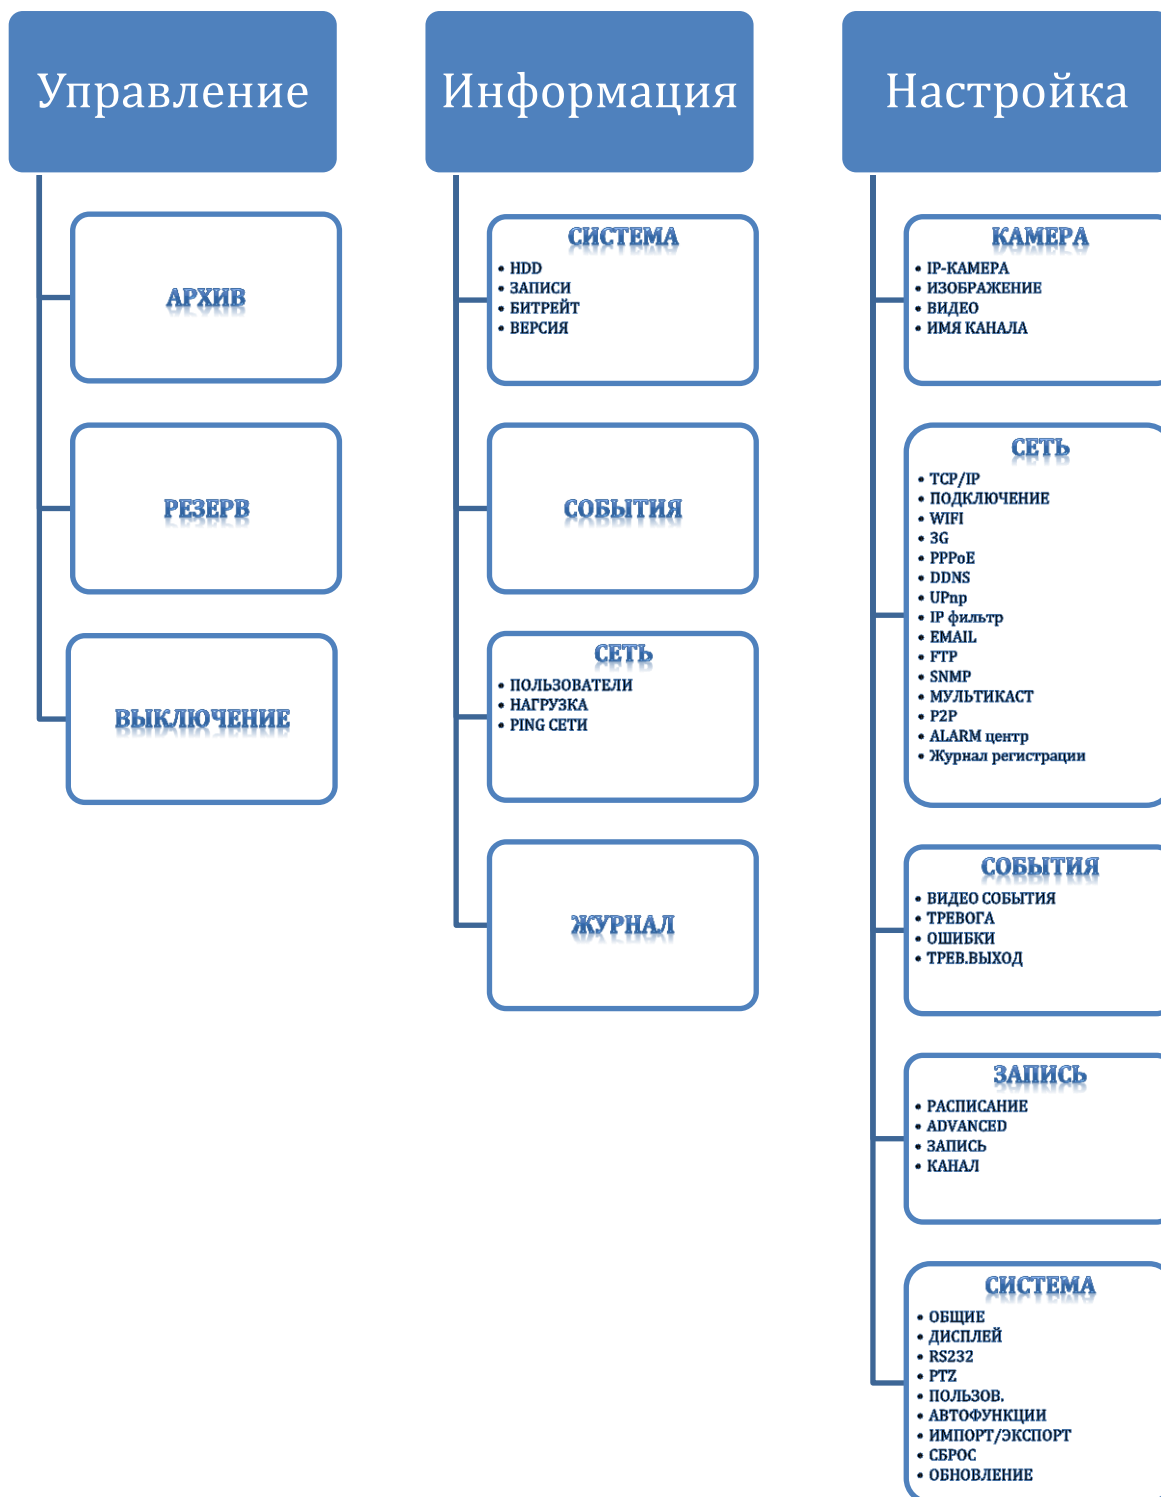 Управление
АРХИВ
РЕЗЕРВ
ВЫКЛЮЧЕНИЕ
Информация
СИСТЕМА
• HDD
• ЗАПИСИ
• БИТРЕЙТ
• ВЕРСИЯ
СОБЫТИЯ
СЕТЬ
• ПОЛЬЗОВАТЕЛИ
• НАГРУЗКА
• PING СЕТИ
ЖУРНАЛ
Настройка
КАМЕРА
• IP-КАМЕРА
• ИЗОБРАЖЕНИЕ
• ВИДЕО
• ИМЯ КАНАЛА
СЕТЬ
• TCP/IP
• ПОДКЛЮЧЕНИЕ
• WIFI
• 3G
• PPPoE
• DDNS
• UPnp
• IP фильтр
• EMAIL
• FTP
• SNMP
• МУЛЬТИКАСТ
• P2P
• ALARM центр
• Журнал регистрации
СОБЫТИЯ
• ВИДЕО СОБЫТИЯ
• ТРЕВОГА
• ОШИБКИ
• ТРЕВ.ВЫХОД
ЗАПИСЬ
• РАСПИСАНИЕ
• ADVANCED
• ЗАПИСЬ
• КАНАЛ
СИСТЕМА
• ОБЩИЕ
• ДИСПЛЕЙ
• RS232
• PTZ
• ПОЛЬЗОВ.
• АВТОФУНКЦИИ
• ИМПОРТ/ЭКСПОРТ
• СБРОС
• ОБНОВЛЕНИЕ